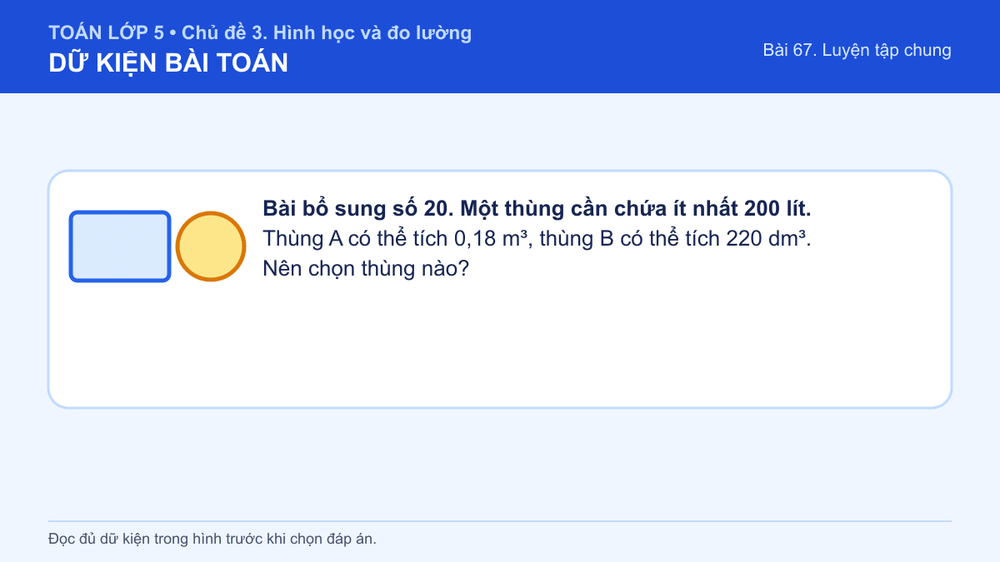 TOÁN LỚP 5 • Chủ đề 3. Hình học và đo lường
DỮ KIỆN BÀI TOÁN
Bài 67. Luyện tập chung
Bài bổ sung số 20. Một thùng cần chứa ít nhất 200 lít.
Thùng A có thể tích 0,18 m³, thùng B có thể tích 220 dm³.
Nên chọn thùng nào?
Đọc đủ dữ kiện trong hình trước khi chọn đáp án.